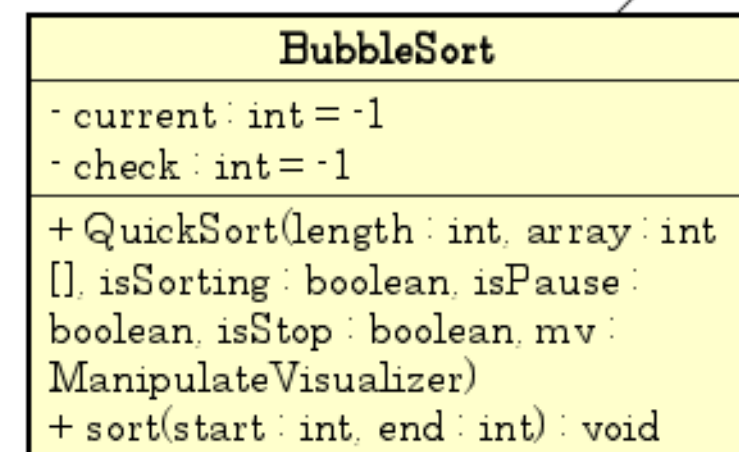 BubbleSort
- current : int = -1
- check : int = -1
+ QuickSort(length : int, array : int
[], isSorting : boolean, isPause :
boolean, isStop : boolean, mv :
ManipulateVisualizer)
+ sort(start : int, end : int) : void